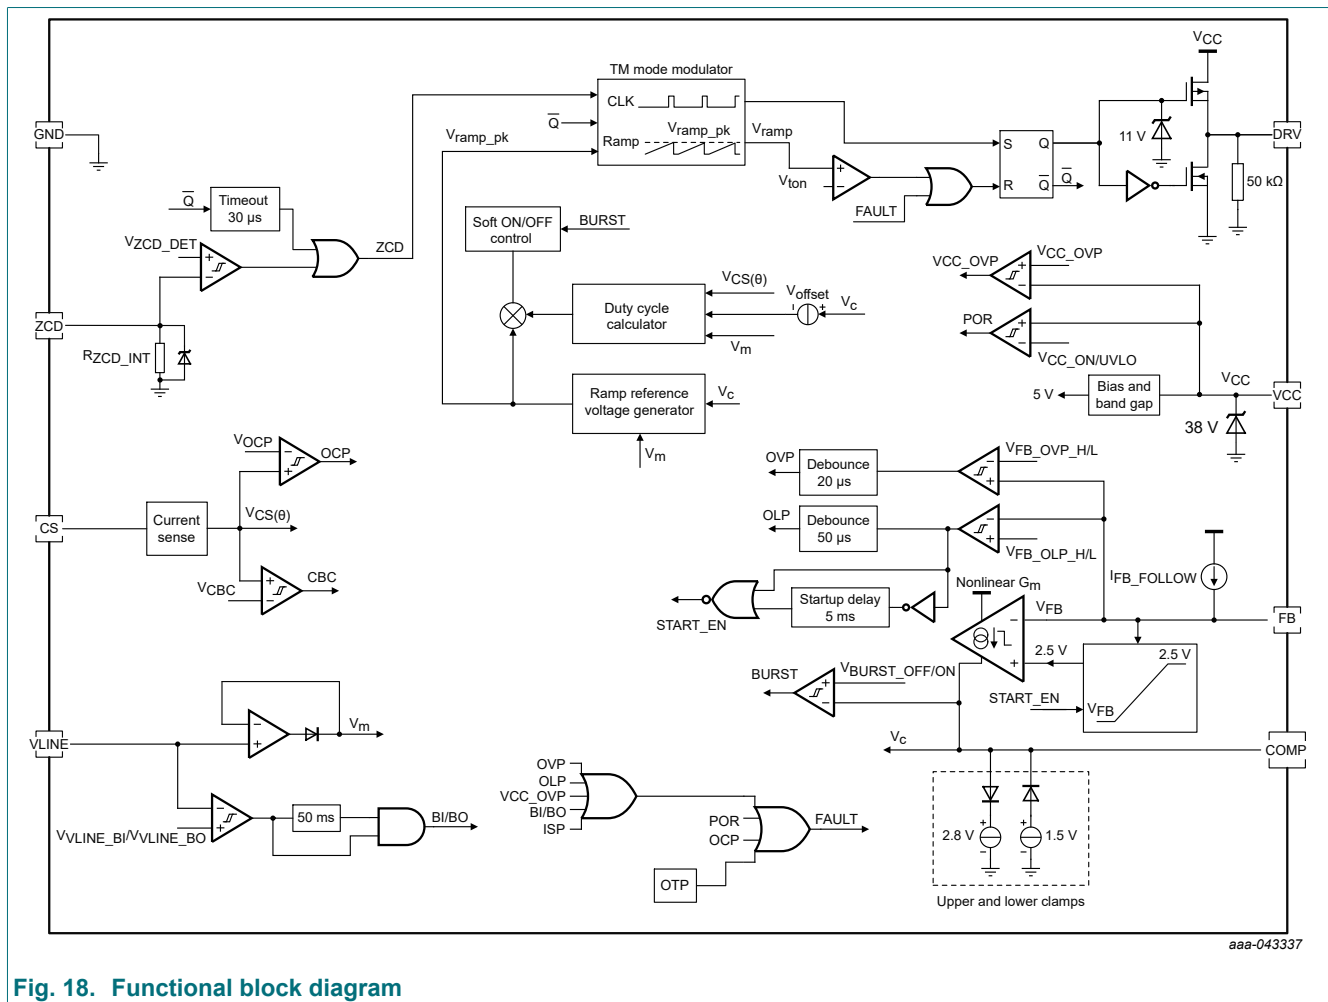 VCC
TM mode modulator
CLK
Q
Ramp
Vramp_pk
Vramp
Vramp_pk
Vton
FAULT
S
Q
R
Q
Q
11 V
50 kΩ
DRV
GND
Q
Timeout
30 μs
VZCD_DET
+
−
ZCD
ZCD
RZCD_INT
Soft ON/OFF
control
BURST
Duty cycle
calculator
VCS(θ)
Voffset
Vc
Vm
Ramp reference
voltage generator
Vc
Vm
VCC_OVP
VCC_OVP
POR
VCC_ON/UVLO
5 V
Bias and
band gap
VCC
VCC
38 V
VOCP
OCP
CS
Current
sense
VCS(θ)
VCBC
CBC
OVP
Debounce
20 μs
VFB_OVP_H/L
OLP
Debounce
50 μs
VFB_OLP_H/L
START_EN
Startup delay
5 ms
Nonlinear Gm
IFB_FOLLOW
VFB
FB
2.5 V
2.5 V
START_EN
VFB
BURST
VBURST_OFF/ON
Vc
COMP
2.8 V
1.5 V
Upper and lower clamps
VLINE
Vm
VVLINE_BI/VVLINE_BO
50 ms
BI/BO
OVP
OLP
VCC_OVP
BI/BO
ISP
POR
OCP
OTP
FAULT
aaa-043337
Fig. 18. Functional block diagram